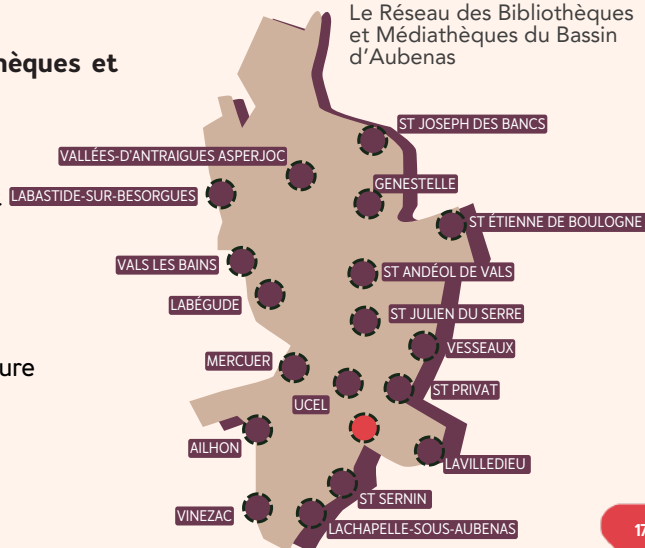 Le Réseau des Bibliothèques
et Médiathèques du Bassin
d'Aubenas
hèques et
ST JOSEPH DES BANCS
VALLÉES-D'ANTRAIGUES ASPERJOC
GENESTELLE
LABASTIDE-SUR-BESORGUES
ST ÉTIENNE DE BOULOGNE
VALS LES BAINS
ST ANDÉOL DE VALS
LABÉGUDE
ST JULIEN DU SERRE
VESSEAUX
MERCUER
ure
ST PRIVAT
UCEL
AILHON
LAVILLEDIEU
ST SERNIN
VINEZAC
LACHAPELLE-SOUS-AUBENAS
17